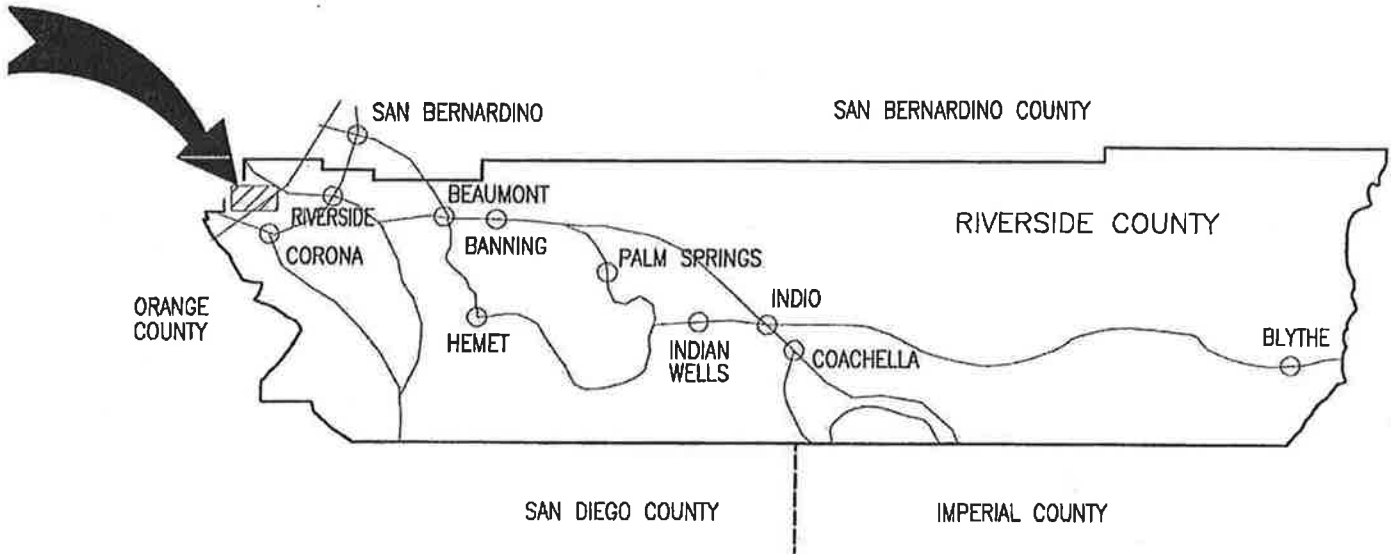 SAN BERNARDINO
SAN BERNARDINO COUNTY
BEAUMONT
RIVERSIDE
RIVERSIDE COUNTY
BANNING
CORONA
PALM SPRINGS
ORANGE
COUNTY
INDIO
HEMET
INDIAN
WELLS
COACHELLA
BLYTHE
SAN DIEGO COUNTY
IMPERIAL COUNTY